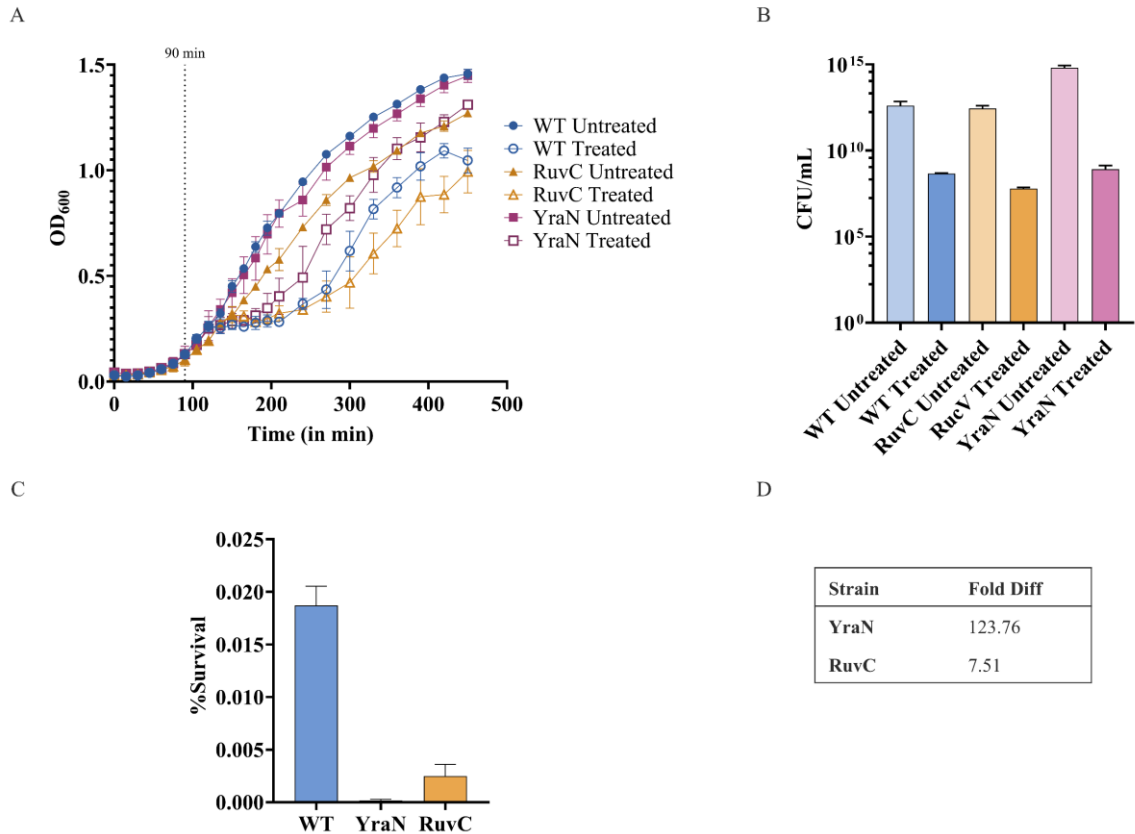 A
90 min
1.5
1.0
0.5
0.0
OD600
0 100 200 300 400 500
Time (in min)
WT Untreated
WT Treated
RuvC Untreated
RuvC Treated
YraN Untreated
YraN Treated
B
10^15
10^10
10^5
10^0
CFU/mL
WT Untreated
WT Treated
RuvC Untreated
RucV Treated
YraN Untreated
YraN Treated
C
0.025
0.020
0.015
0.010
0.005
0.000
%Survival
WT YraN RuvC
D
Strain Fold Diff
YraN 123.76
RuvC 7.51